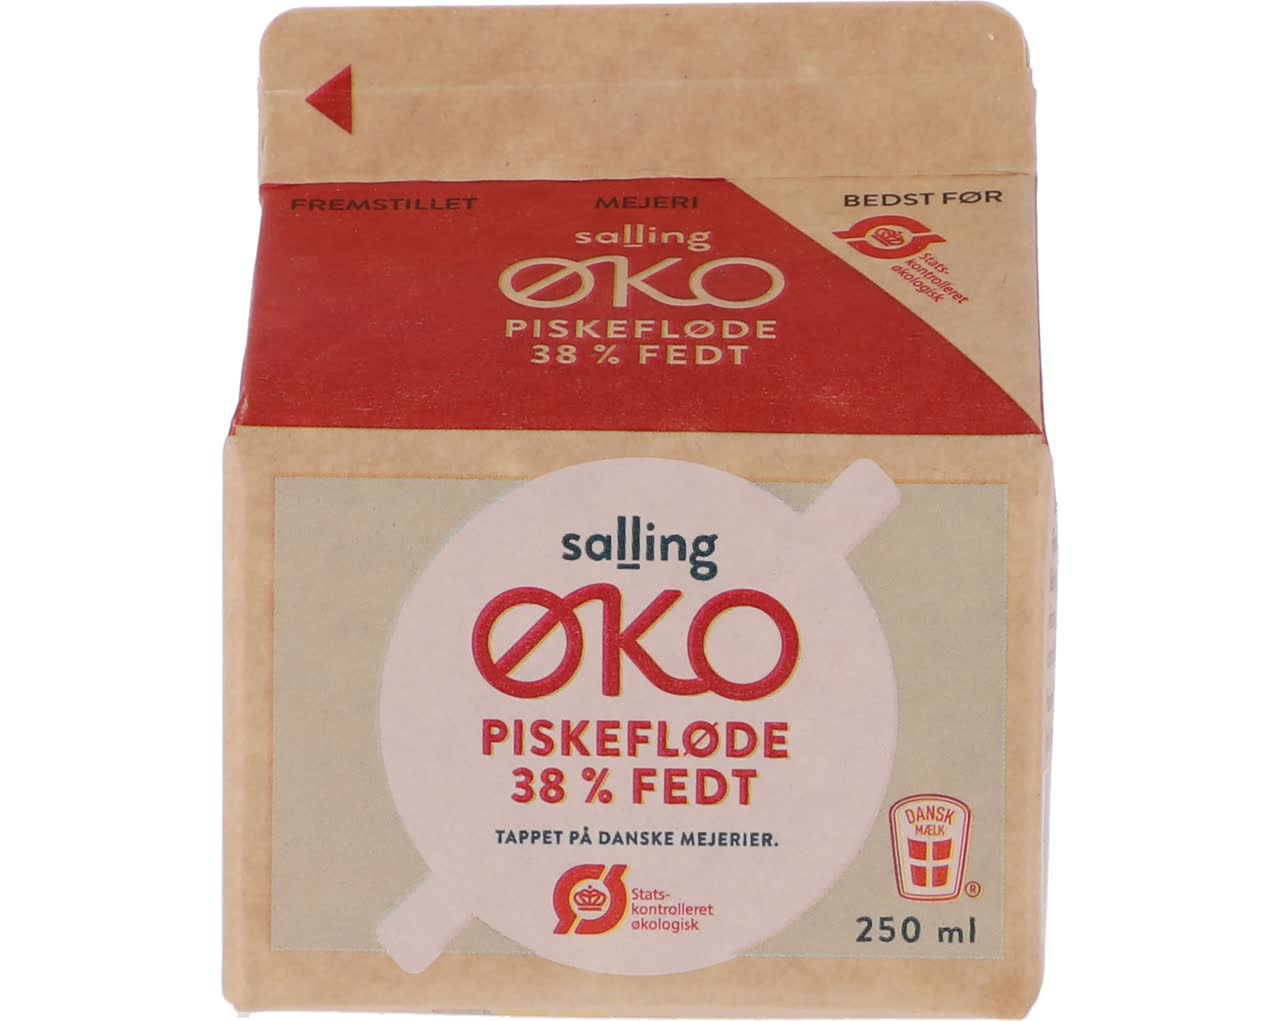 FREMSTILLET MEJERI BEDST FØR
salling
ØKO
PISKEFLØDE
38 % FEDT
Stats-
kontrolleret
økologisk
salling
ØKO
PISKEFLØDE
38 % FEDT
TAPPET PÅ DANSKE MEJERIER.
Stats-
kontrolleret
økologisk
DANSK
MÆLK
®
250 ml